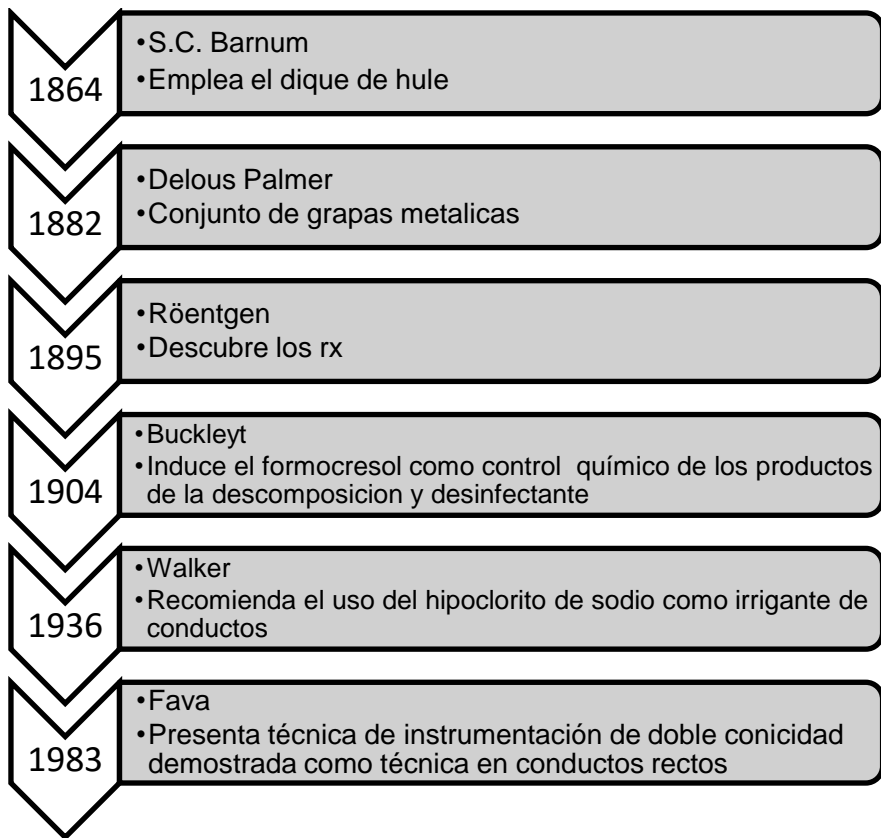 1864
•S.C. Barnum
•Emplea el dique de hule
1882
•Delous Palmer
•Conjunto de grapas metalicas
1895
•Röentgen
•Descubre los rx
1904
•Buckleyt
•Induce el formocresol como control químico de los productos
de la descomposicion y desinfectante
1936
•Walker
•Recomienda el uso del hipoclorito de sodio como irrigante de
conductos
1983
•Fava
•Presenta técnica de instrumentación de doble conicidad
demostrada como técnica en conductos rectos